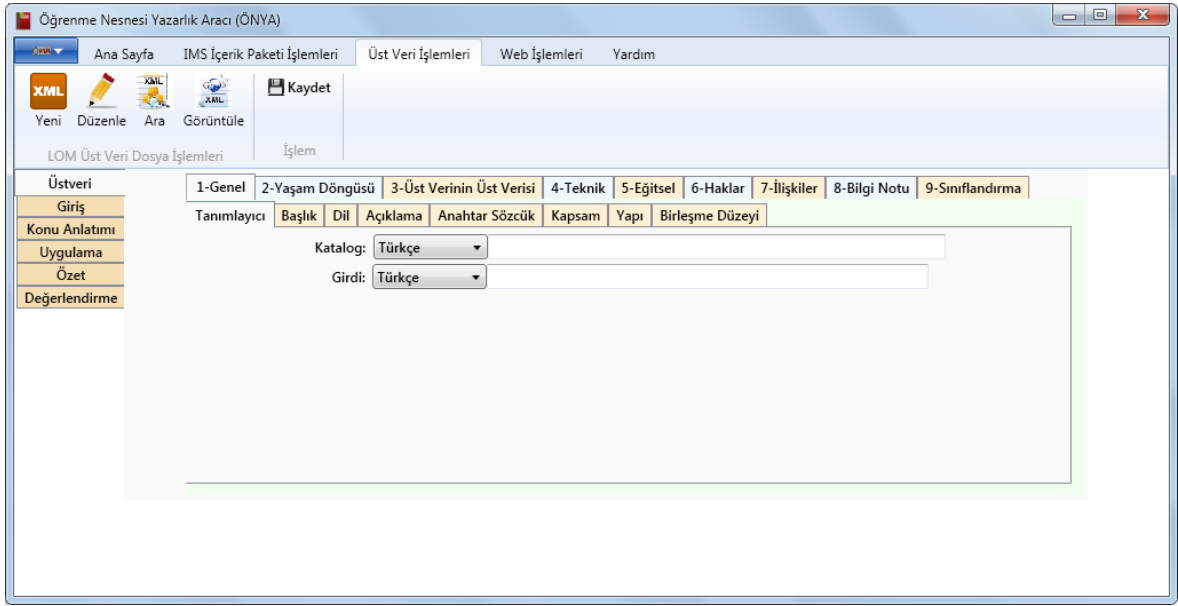 Öğrenme Nesnesi Yazarlık Aracı (ÖNYA)
ÖNYA Ana Sayfa IMS İçerik Paketi İşlemleri Üst Veri İşlemleri Web İşlemleri Yardım
XML XML XML Kaydet
Yeni Düzenle Ara Görüntüle
LOM Üst Veri Dosya İşlemleri İşlem
Üstveri
Giriş
Konu Anlatımı
Uygulama
Özet
Değerlendirme
1-Genel 2-Yaşam Döngüsü 3-Üst Verinin Üst Verisi 4-Teknik 5-Eğitsel 6-Haklar 7-İlişkiler 8-Bilgi Notu 9-Sınıflandırma
Tanımlayıcı Başlık Dil Açıklama Anahtar Sözcük Kapsam Yapı Birleşme Düzeyi
Katalog: Türkçe
Girdi: Türkçe